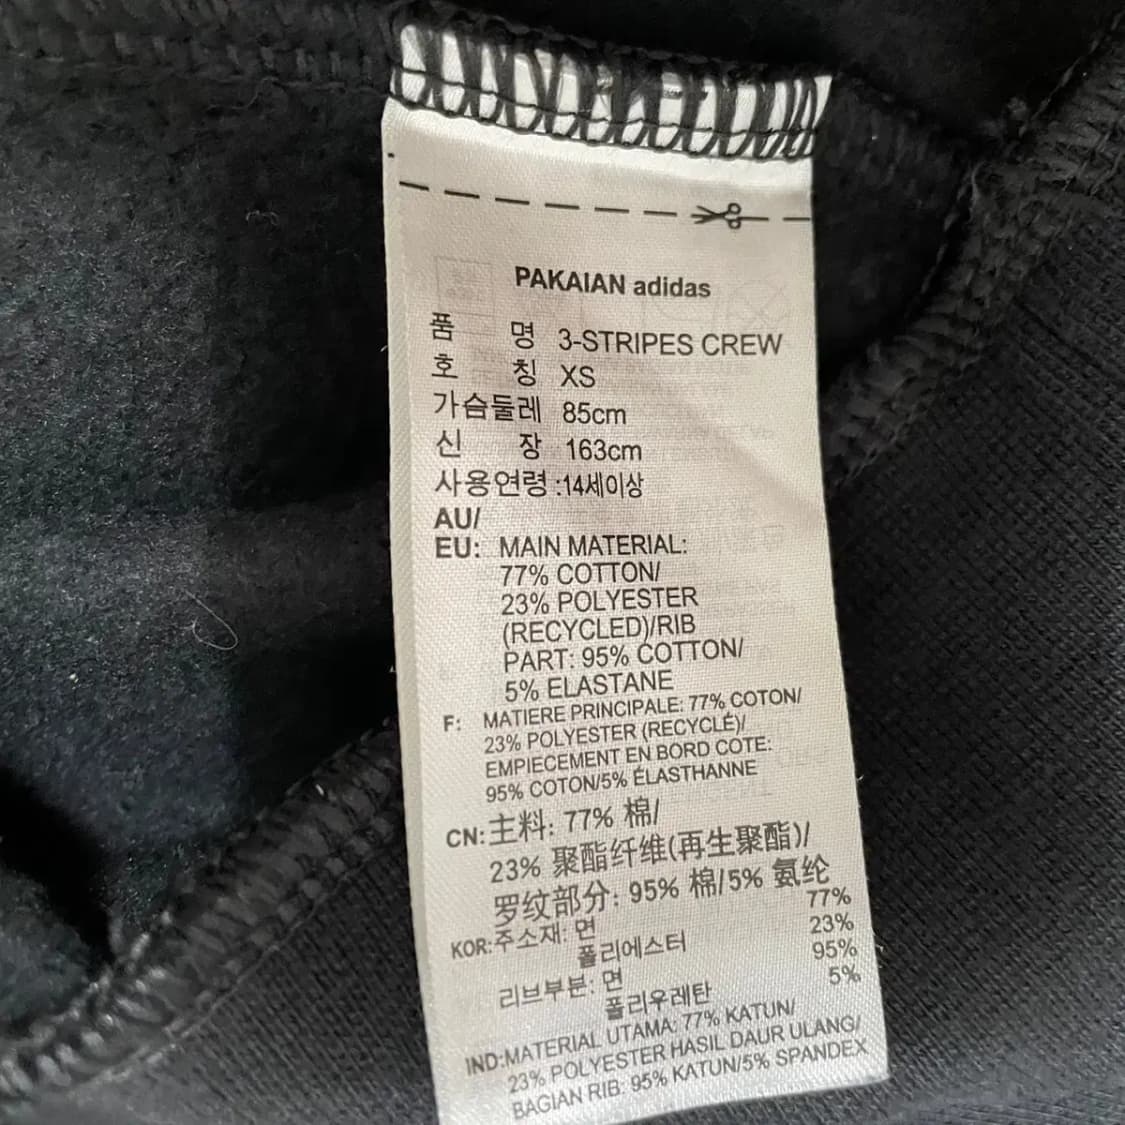 PAKAIAN adidas
품 명 3-STRIPES CREW
호 칭 XS
가슴둘레 85cm
신 장 163cm
사용연령 :14세이상
AU/
EU: MAIN MATERIAL:
77% COTTON/
23% POLYESTER
(RECYCLED)/RIB
PART: 95% COTTON/
5% ELASTANE
F: MATIERE PRINCIPALE: 77% COTON/
23% POLYESTER (RECYCLÉ)/
EMPIECEMENT EN BORD COTE:
95% COTON/5% ÉLASTHANNE
CN: 主料: 77% 棉/
23% 聚酯纤维(再生聚酯)/
罗纹部分: 95% 棉/5% 氨纶
KOR: 주소재: 면 77%
폴리에스터 23%
리브부분: 면 95%
폴리우레탄 5%
IND: MATERIAL UTAMA: 77% KATUN/
23% POLYESTER HASIL DAUR ULANG/
BAGIAN RIB: 95% KATUN/5% SPANDEX